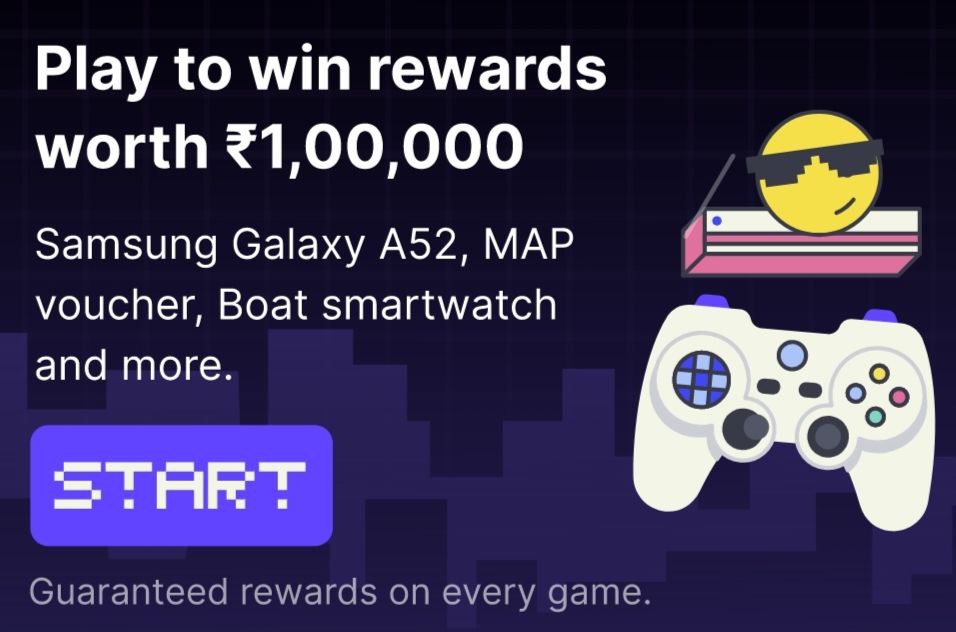 Play to win rewards
worth ₹1,00,000
Samsung Galaxy A52, MAP
voucher, Boat smartwatch
and more.
START
Guaranteed rewards on every game.